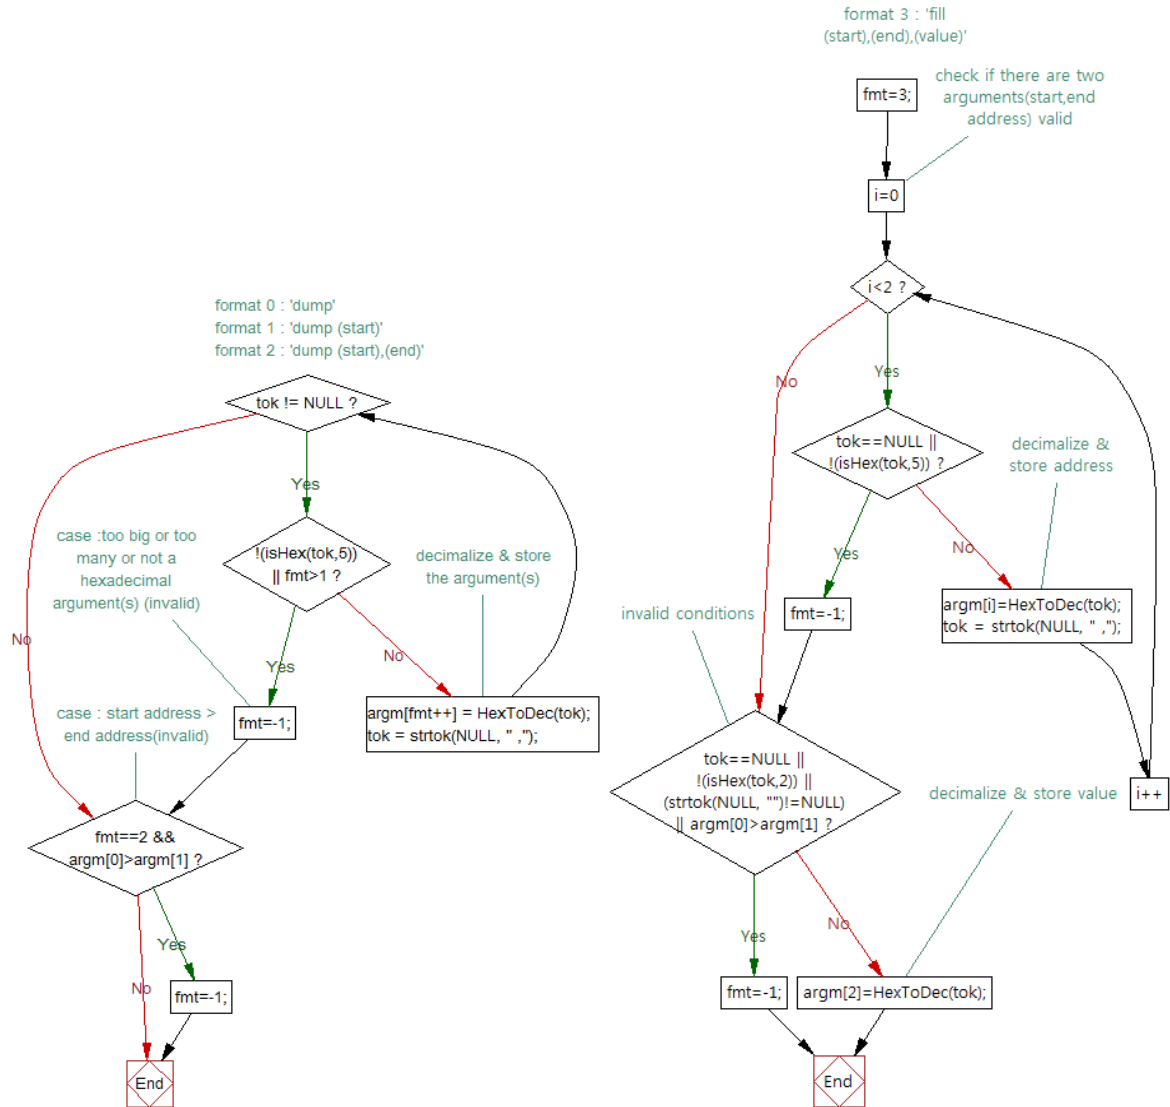 format 0 : 'dump'
format 1 : 'dump (start)'
format 2 : 'dump (start),(end)'
tok != NULL ?
Yes
No
case :too big or too
many or not a
hexadecimal
argument(s) (invalid)
!(isHex(tok,5))
|| fmt>1 ?
decimalize & store
the argument(s)
Yes
No
fmt=-1;
argm[fmt++] = HexToDec(tok);
tok = strtok(NULL, " ,");
case : start address >
end address(invalid)
fmt==2 &&
argm[0]>argm[1] ?
Yes
No
fmt=-1;
End
format 3 : 'fill
(start),(end),(value)'
fmt=3;
check if there are two
arguments(start,end
address) valid
i=0
i<2 ?
Yes
No
tok==NULL ||
!(isHex(tok,5)) ?
decimalize &
store address
Yes
No
fmt=-1;
argm[i]=HexToDec(tok);
tok = strtok(NULL, " ,");
i++
invalid conditions
tok==NULL ||
!(isHex(tok,2)) ||
(strtok(NULL, "")!=NULL)
|| argm[0]>argm[1] ?
decimalize & store value
Yes
No
fmt=-1;
argm[2]=HexToDec(tok);
End